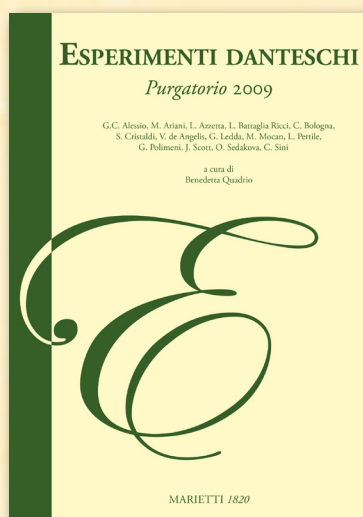 ESPERIMENTI DANTESCHI
Purgatorio 2009
G.C. Alessio, M. Ariani, L. Azzetta, L. Battaglia Ricci, C. Bologna,
S. Cristaldi, V. de Angelis, G. Ledda, M. Mocan, L. Pertile,
G. Polimeni, J. Scott, O. Sedakova, C. Sini
a cura di
Benedetta Quadrio
E
MARIETTI 1820